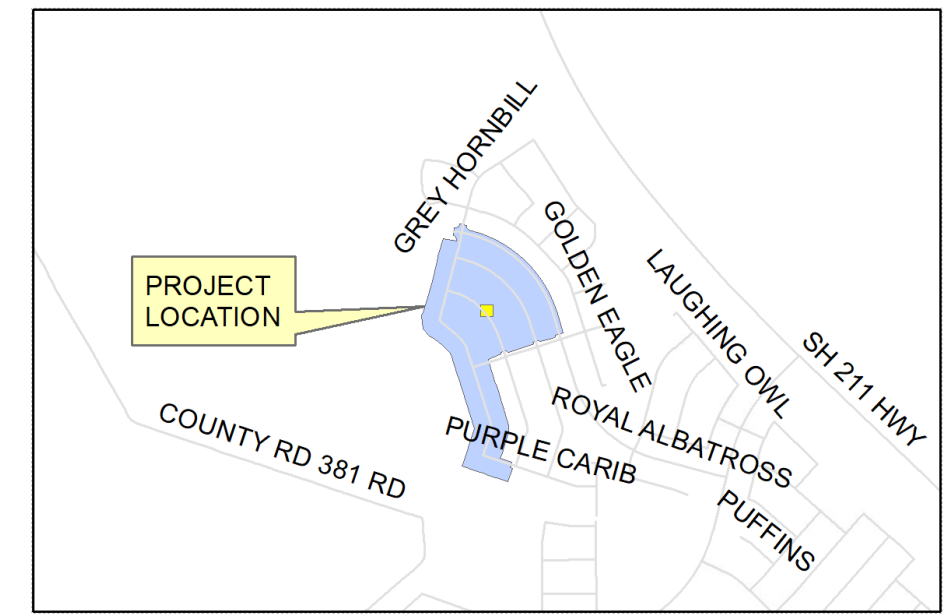 GREY HORNBILL
GOLDEN EAGLE
LAUGHING OWL
SH 211 HWY
PROJECT
LOCATION
COUNTY RD 381 RD
PURPLE CARIB
ROYAL ALBATROSS
PUFFINS